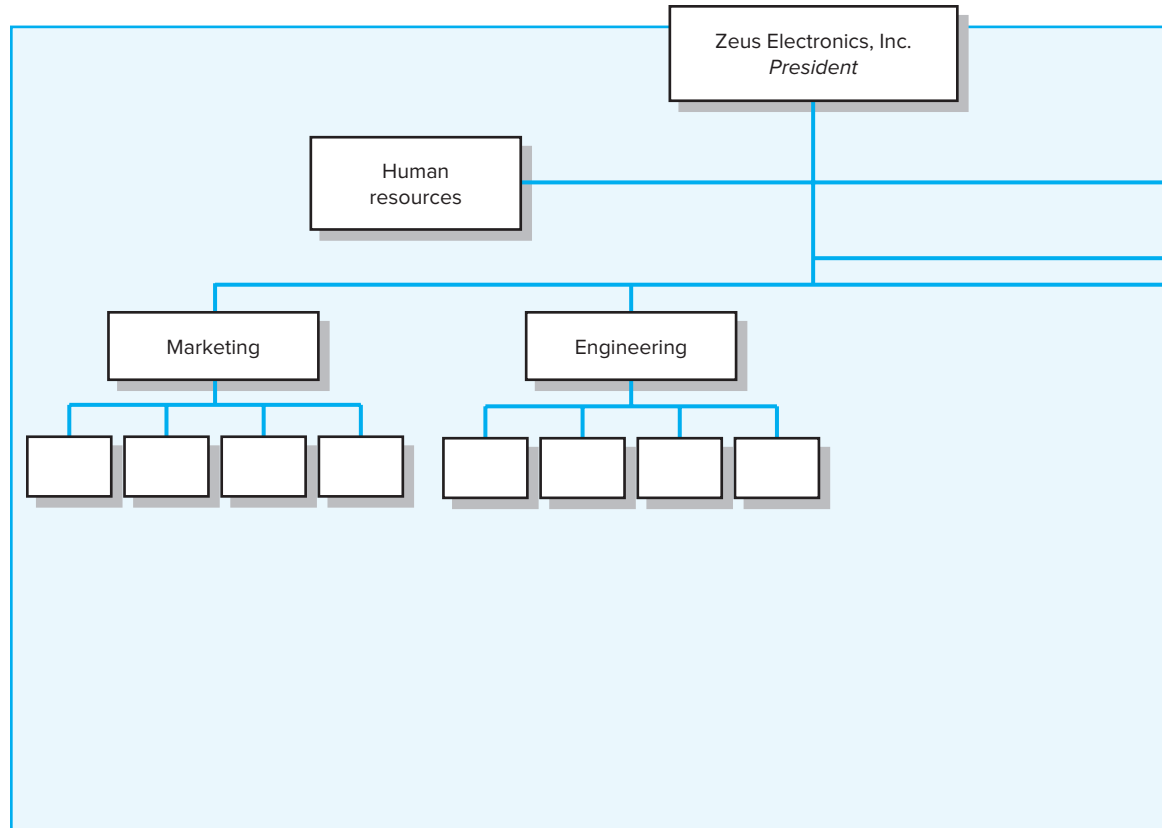 Zeus Electronics, Inc.
President
Human
resources
Marketing
Engineering